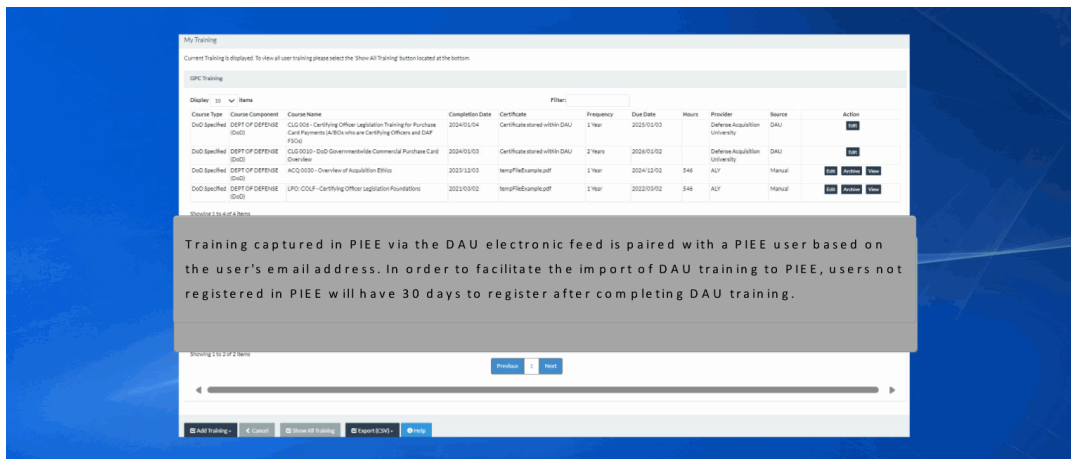 My Training
Current Training is displayed. To view all user training please select the 'Show All Training' button located at the bottom
GPC Training
Display 10 items Filter:
Course Type Course Component Course Name Completion Date Certificate Frequency Due Date Hours Provider Source Action
DoD Specified DEPT OF DEFENSE (DoD) CLG 006 - Certifying Officer Legislation Training for Purchase Card Payments (A/BOs who are Certifying Officers and DAF FSOs) 2024/01/04 Certificate stored within DAU 1 Year 2025/01/03 Defense Acquisition University DAU Edit
DoD Specified DEPT OF DEFENSE (DoD) CLG 0010 - DoD Governmentwide Commercial Purchase Card Overview 2024/01/03 Certificate stored within DAU 2 Years 2026/01/02 Defense Acquisition University DAU Edit
DoD Specified DEPT OF DEFENSE (DoD) ACQ 0030 - Overview of Acquisition Ethics 2023/12/03 tempFileExample.pdf 1 Year 2024/12/02 546 ALY Manual Edit Archive View
DoD Specified DEPT OF DEFENSE (DoD) LPO: COLF - Certifying Officer Legislation Foundations 2021/03/02 tempFileExample.pdf 1 Year 2022/03/02 546 ALY Manual Edit Archive View
Showing 1 to 4 of 4 items
Training captured in PIEE via the DAU electronic feed is paired with a PIEE user based on
the user's email address. In order to facilitate the import of DAU training to PIEE, users not
registered in PIEE will have 30 days to register after completing DAU training.
Showing 1 to 2 of 2 items
Previous 1 Next
Add Training Cancel Show All Training Export (CSV) Help